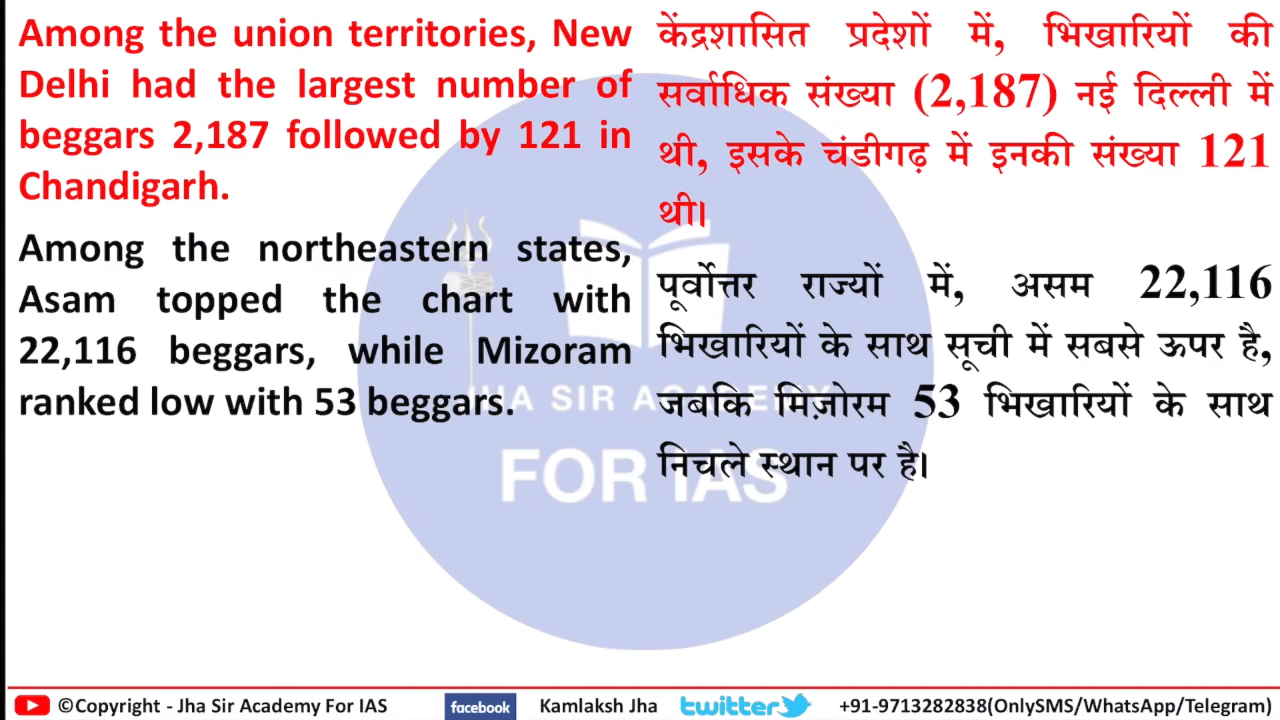 Among the union territories, New
Delhi had the largest number of
beggars 2,187 followed by 121 in
Chandigarh.
Among the northeastern states,
Asam topped the chart with
22,116 beggars, while Mizoram
ranked low with 53 beggars.
केंद्रशासित प्रदेशों में, भिखारियों की
सर्वाधिक संख्या (2,187) नई दिल्ली में
थी, इसके चंडीगढ़ में इनकी संख्या 121
थी।
पूर्वोत्तर राज्यों में, असम 22,116
भिखारियों के साथ सूची में सबसे ऊपर है,
जबकि मिज़ोरम 53 भिखारियों के साथ
निचले स्थान पर है।
JHA SIR ACADEMY
FOR IAS
©Copyright - Jha Sir Academy For IAS
facebook
Kamlaksh Jha
twitter
+91-9713282838(OnlySMS/WhatsApp/Telegram)